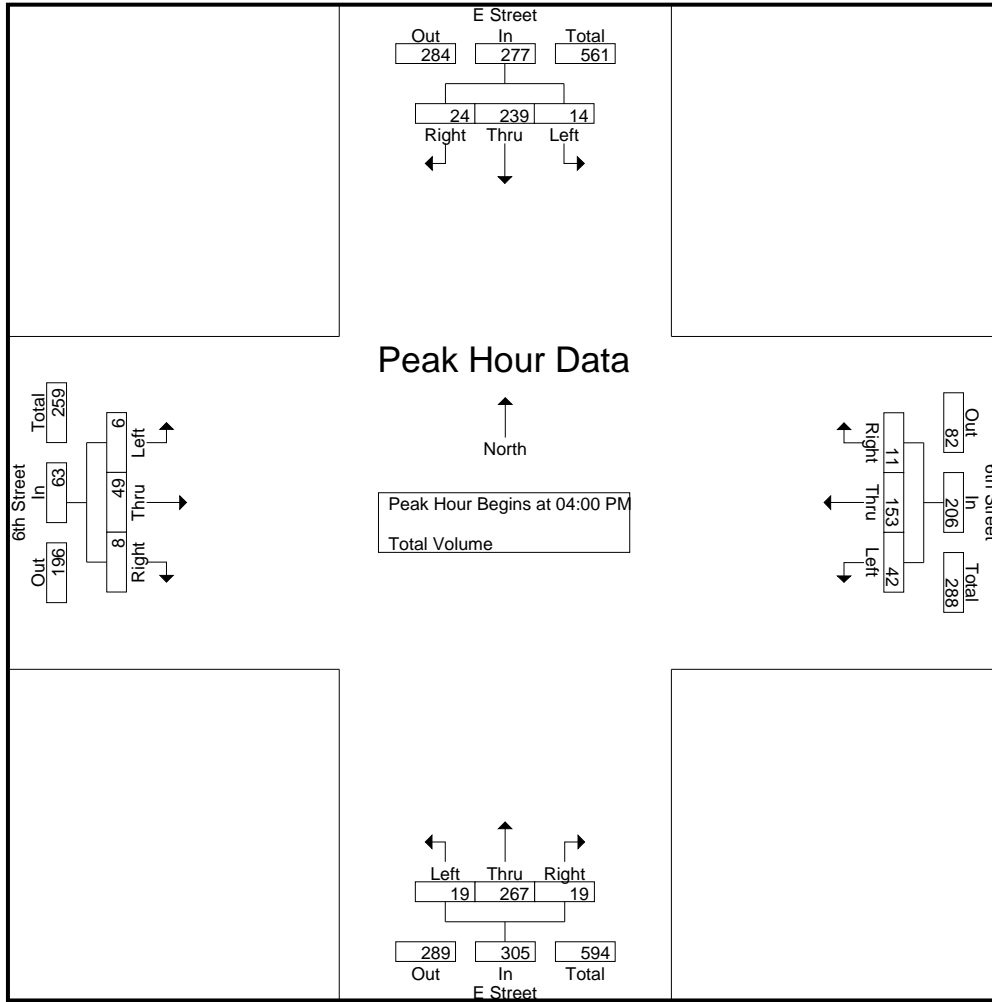 E Street
Out In Total
284 277 561
24 239 14
Right Thru Left
Peak Hour Data
North
Peak Hour Begins at 04:00 PM
Total Volume
6th Street
Out In Total
196 63 259
8 49 6
Right Thru Left
6th Street
Out In Total
82 206 288
11 153 42
Right Thru Left
Left Thru Right
19 267 19
289 305 594
Out In Total
E Street